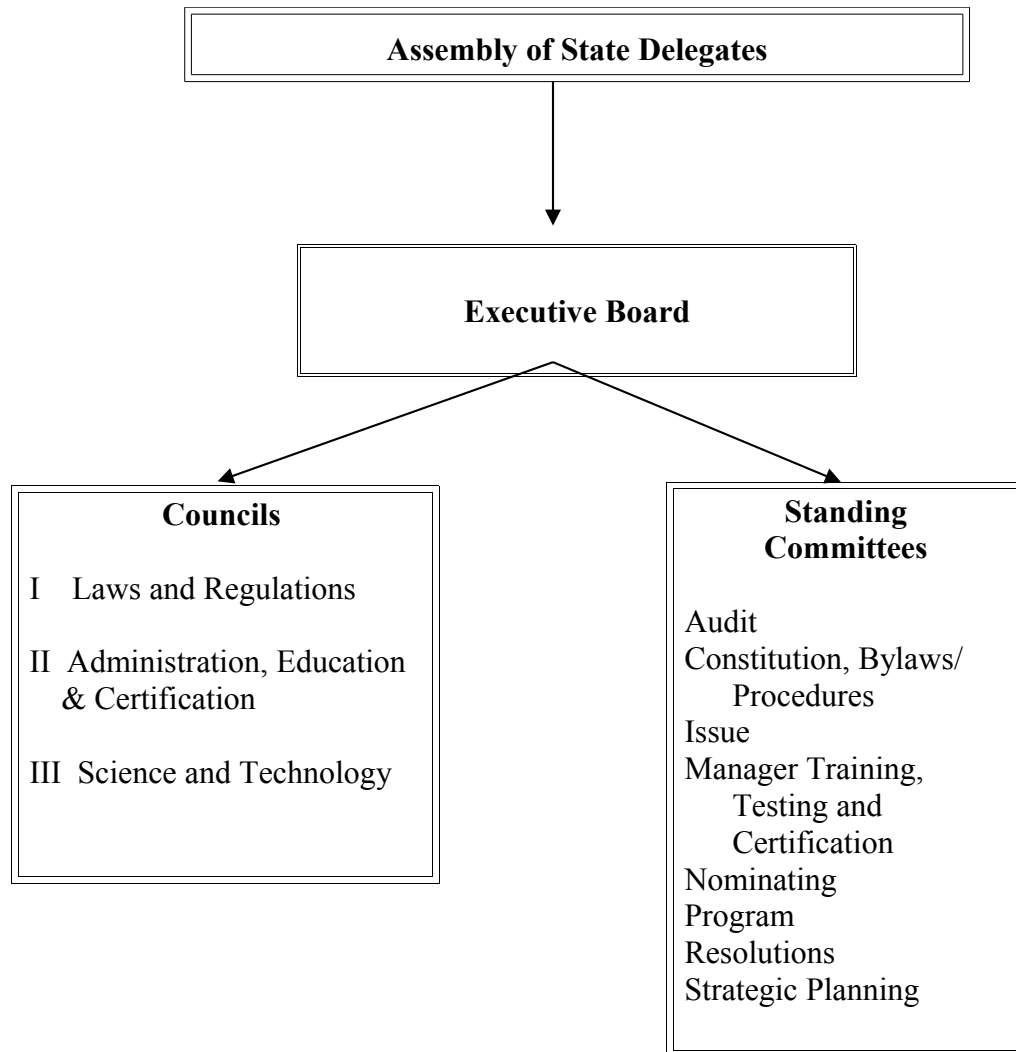 Assembly of State Delegates
Executive Board
Councils
I Laws and Regulations
II Administration, Education
& Certification
III Science and Technology
Standing
Committees
Audit
Constitution, Bylaws/
Procedures
Issue
Manager Training,
Testing and
Certification
Nominating
Program
Resolutions
Strategic Planning